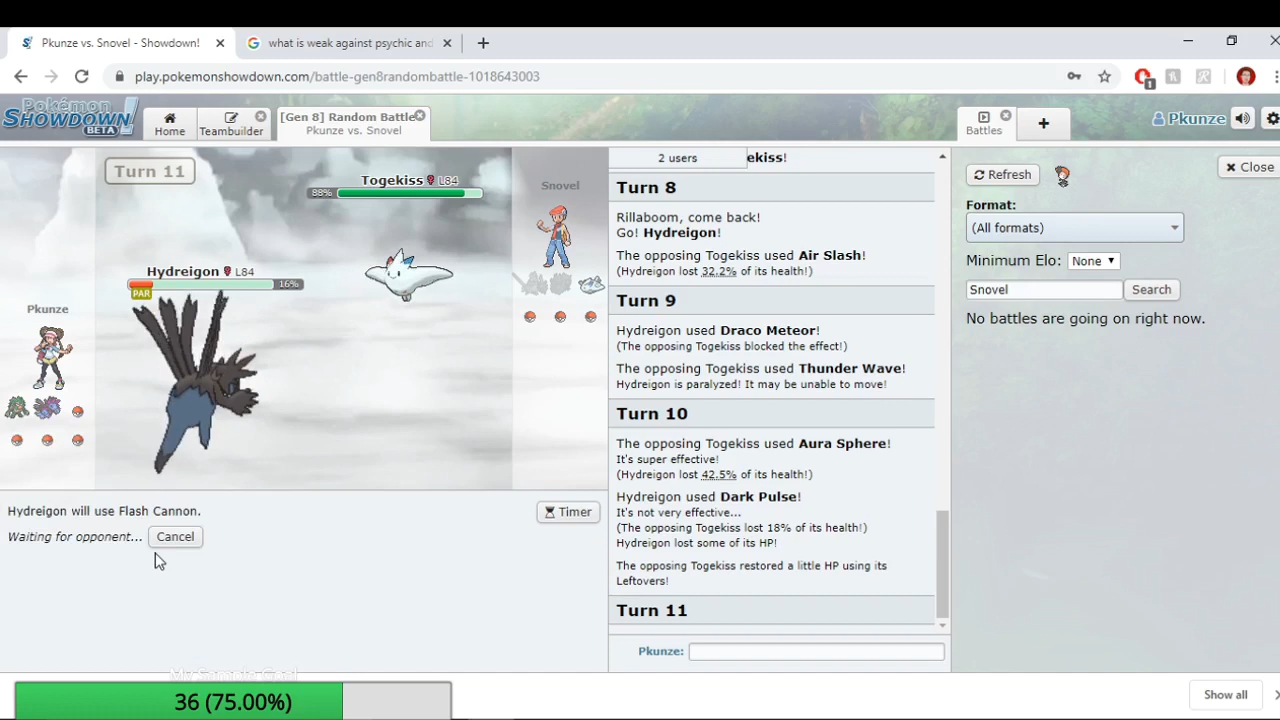 Pkunze vs. Snovel - Showdown!
what is weak against psychic and
play.pokemonshowdown.com/battle-gen8randombattle-1018643003
1
Pokémon
SHOWDOWN!
BETA
Home
Teambuilder
[Gen 8] Random Battle
Pkunze vs. Snovel
Battles
Pkunze
2 users
ekiss!
Turn 11
Togekiss L84
88%
Snovel
Hydreigon L84
16%
PAR
Pkunze
Turn 8
Rillaboom, come back!
Go! Hydreigon!
The opposing Togekiss used Air Slash!
(Hydreigon lost 32.2% of its health!)
Turn 9
Hydreigon used Draco Meteor!
(The opposing Togekiss blocked the effect!)
The opposing Togekiss used Thunder Wave!
Hydreigon is paralyzed! It may be unable to move!
Turn 10
The opposing Togekiss used Aura Sphere!
It's super effective!
(Hydreigon lost 42.5% of its health!)
Hydreigon used Dark Pulse!
It's not very effective...
(The opposing Togekiss lost 18% of its health!)
Hydreigon lost some of its HP!
The opposing Togekiss restored a little HP using its
Leftovers!
Turn 11
Pkunze:
Refresh
Close
Format:
(All formats)
Minimum Elo: None
Snovel
Search
No battles are going on right now.
Hydreigon will use Flash Cannon.
Timer
Waiting for opponent...
Cancel
My Sample Goal
36 (75.00%)
Show all